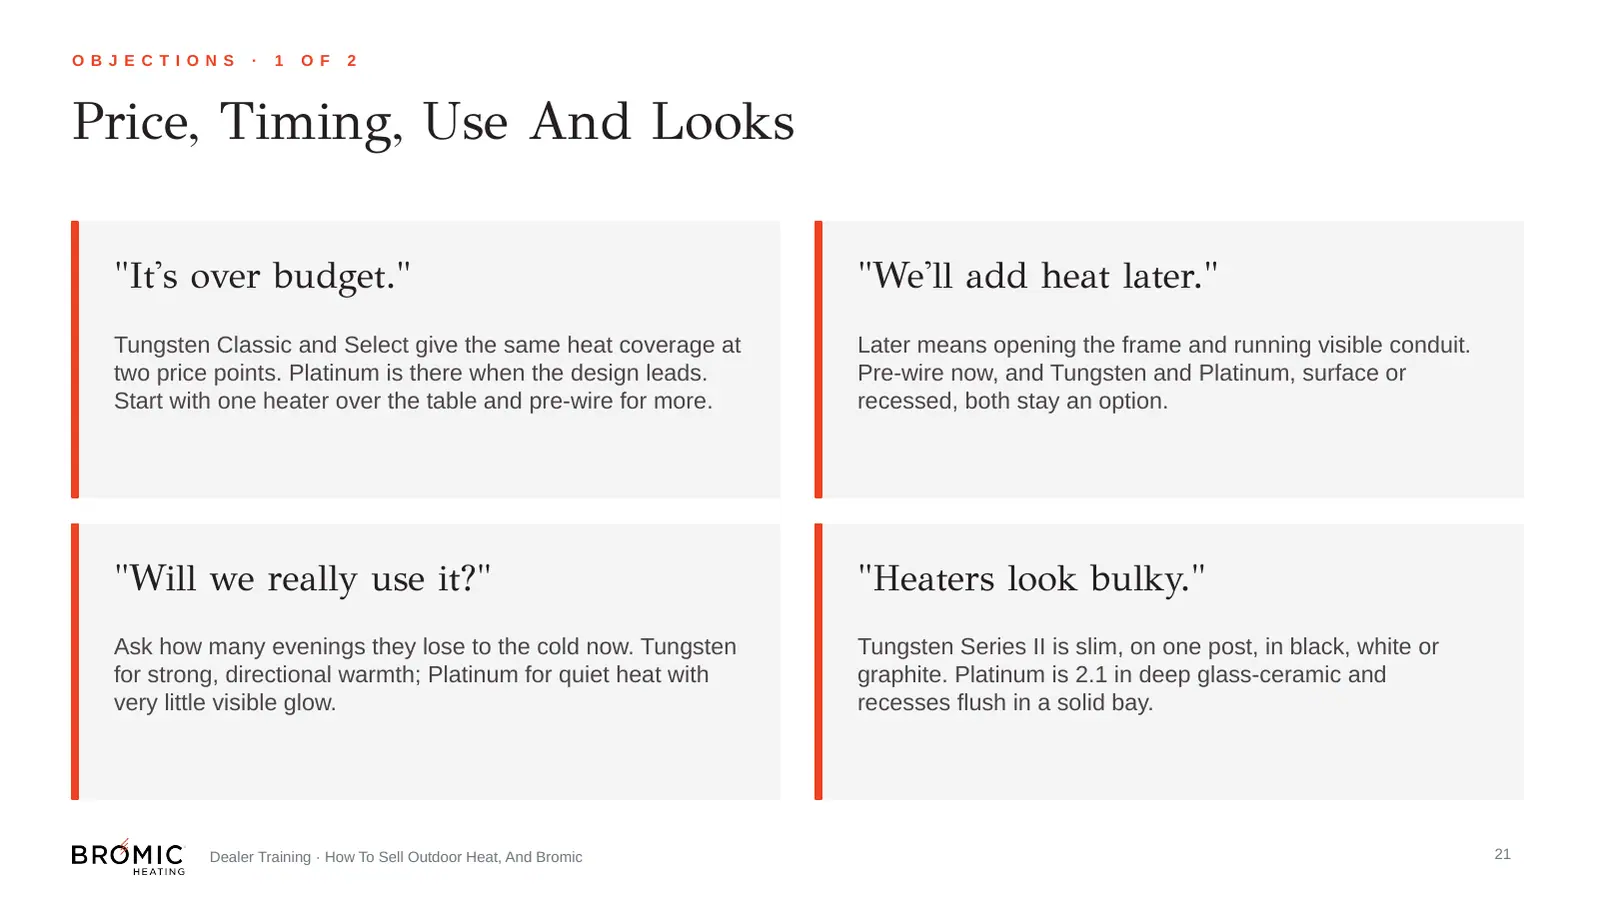 OBJECTIONS · 1 OF 2
Price, Timing, Use And Looks
"It’s over budget."
Tungsten Classic and Select give the same heat coverage at
two price points. Platinum is there when the design leads.
Start with one heater over the table and pre-wire for more.
"We’ll add heat later."
Later means opening the frame and running visible conduit.
Pre-wire now, and Tungsten and Platinum, surface or
recessed, both stay an option.
"Will we really use it?"
Ask how many evenings they lose to the cold now. Tungsten
for strong, directional warmth; Platinum for quiet heat with
very little visible glow.
"Heaters look bulky."
Tungsten Series II is slim, on one post, in black, white or
graphite. Platinum is 2.1 in deep glass-ceramic and
recesses flush in a solid bay.
BROMIC
HEATING
Dealer Training · How To Sell Outdoor Heat, And Bromic
21